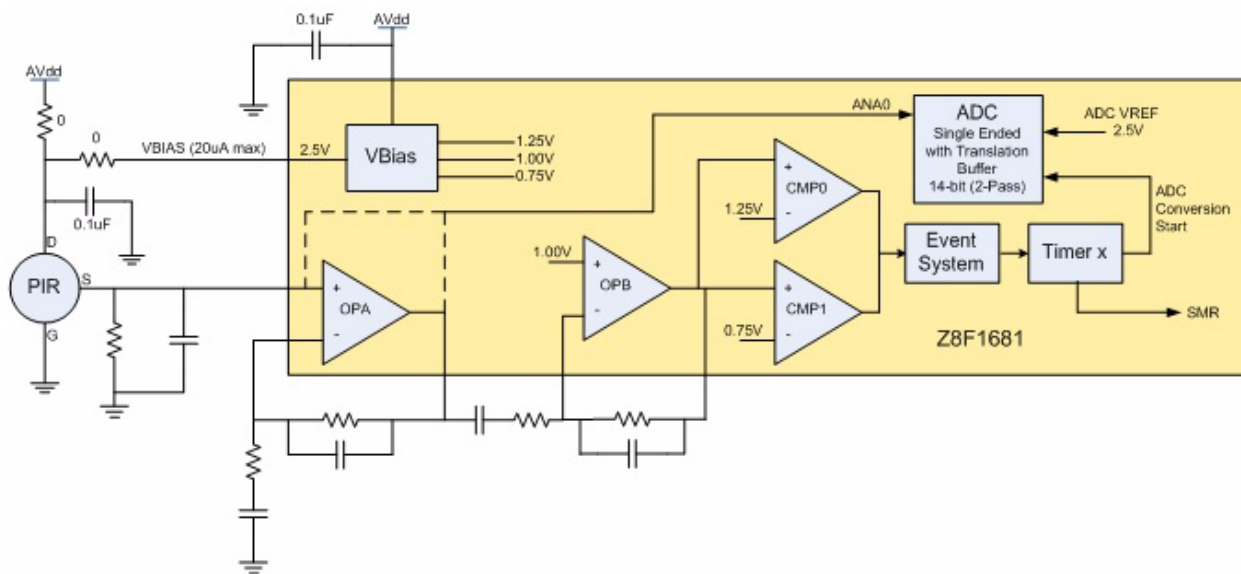 0.1uF
AVdd
AVdd
0
0
VBIAS (20uA max)
2.5V
VBias
1.25V
1.00V
0.75V
ANA0
ADC
Single Ended
with Translation
Buffer
14-bit (2-Pass)
ADC VREF
2.5V
ADC
Conversion
Start
0.1uF
D
PIR
S
G
+
OPA
-
1.00V
+
OPB
-
+
CMP0
1.25V
-
+
CMP1
0.75V
-
Event
System
Timer x
SMR
Z8F1681